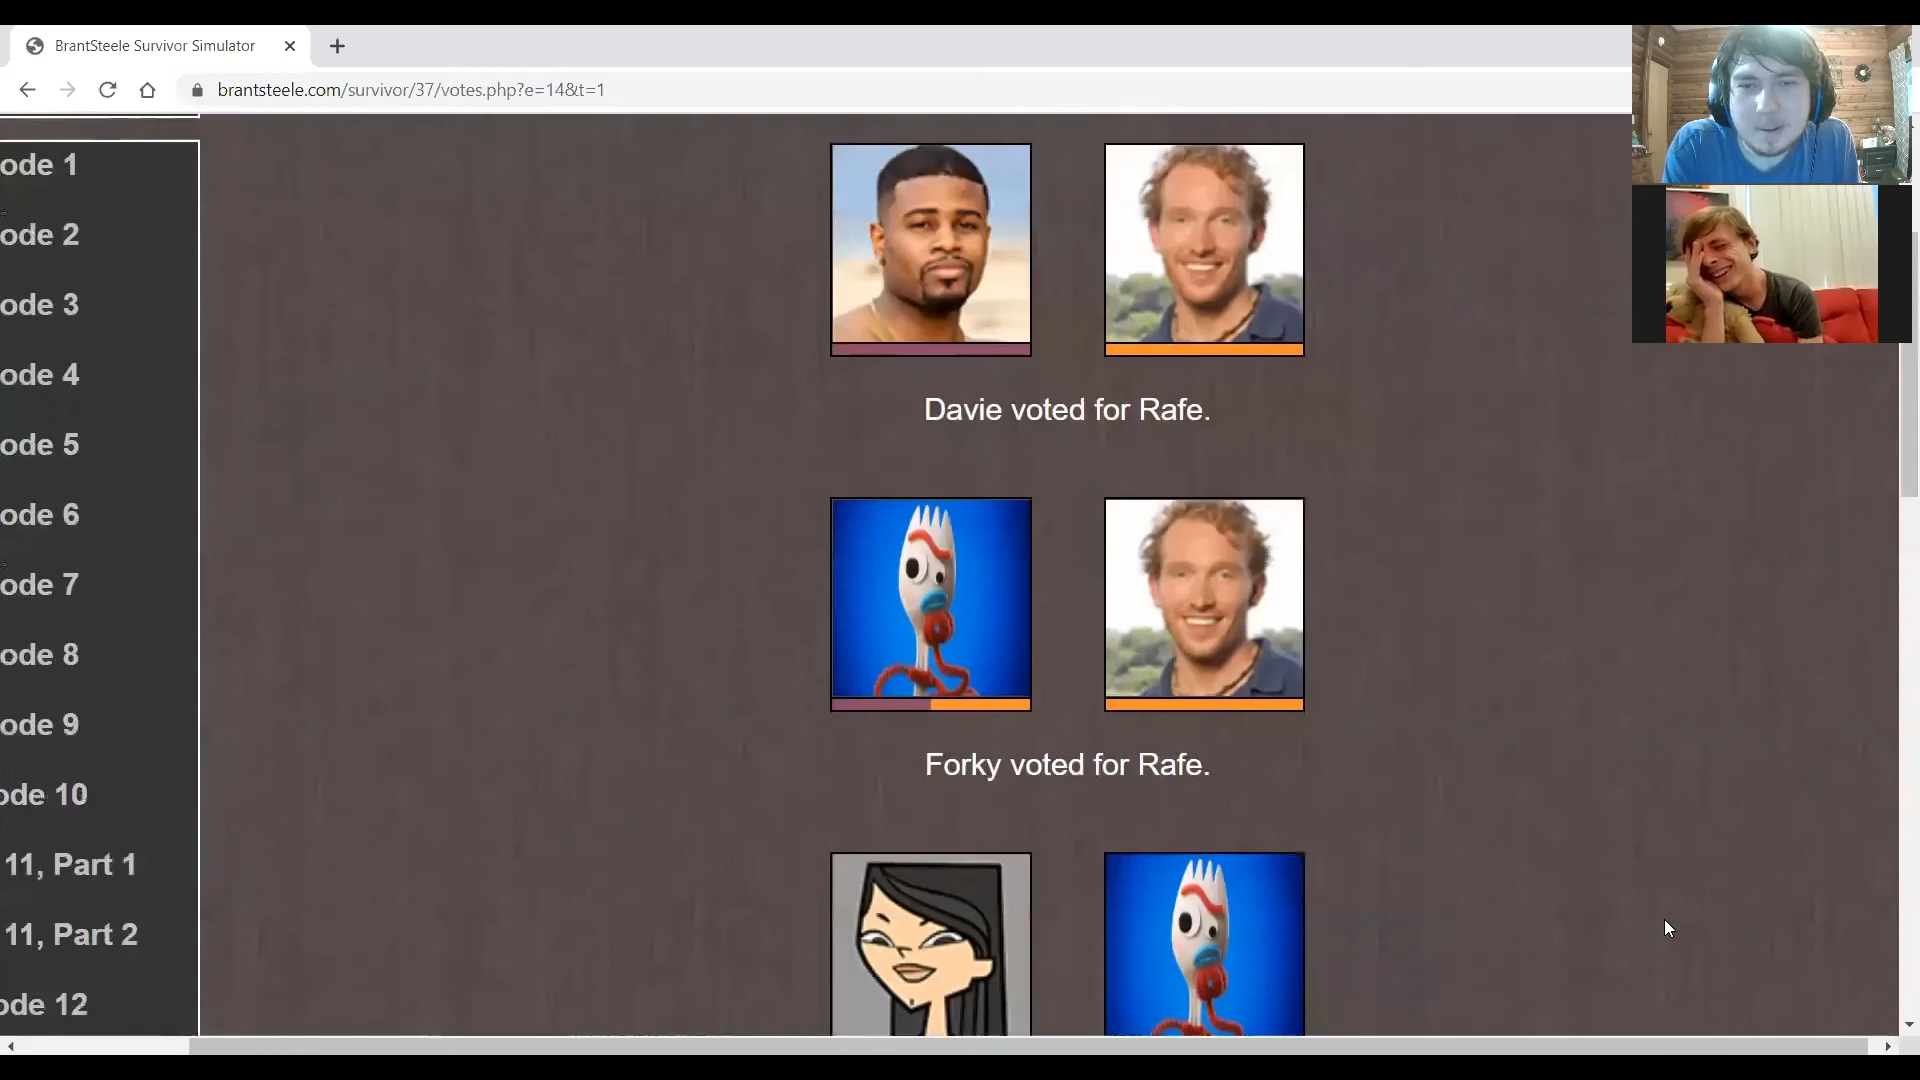 BrantSteele Survivor Simulator
brantsteele.com/survivor/37/votes.php?e=14&t=1
ode 1
ode 2
ode 3
ode 4
ode 5
ode 6
ode 7
ode 8
ode 9
ode 10
11, Part 1
11, Part 2
ode 12
Davie voted for Rafe.
Forky voted for Rafe.